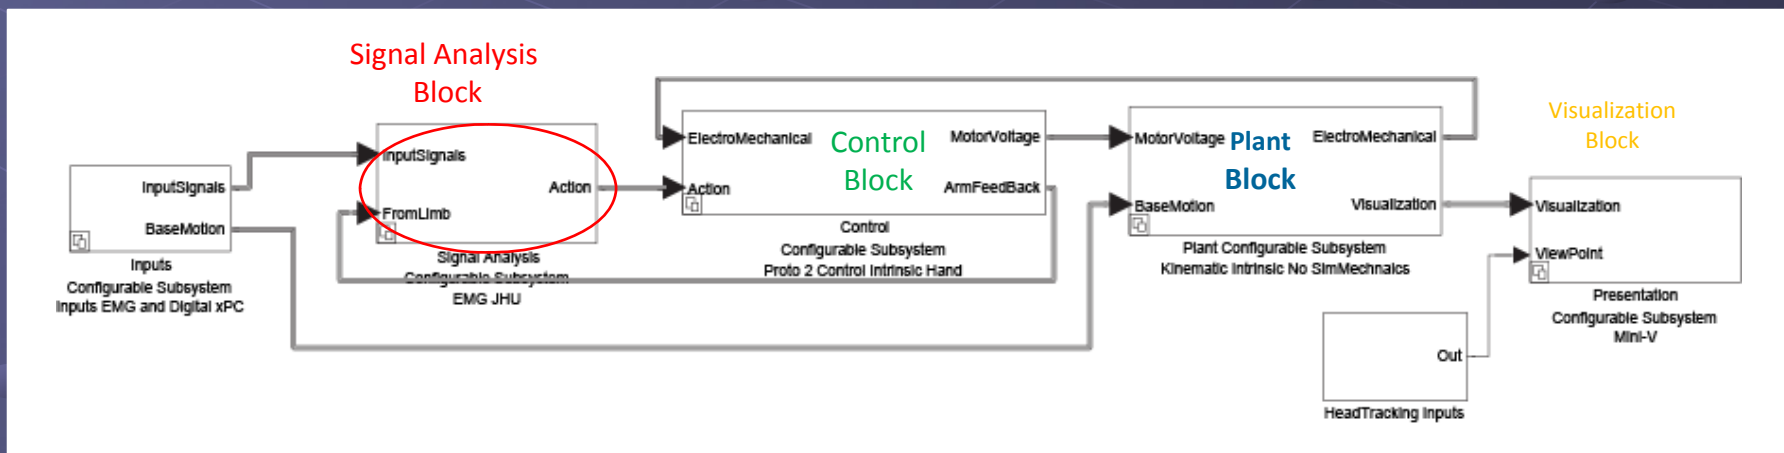 Signal Analysis
Block
InputSignals
BaseMotion
Inputs
Configurable Subsystem
Inputs EMG and Digital xPC
InputSignals
Action
FromLimb
Signal Analysis
Configurable Subsystem
EMG JHU
ElectroMechanical
MotorVoltage
Control
Block
Action
ArmFeedBack
Control
Configurable Subsystem
Proto 2 Control Intrinsic Hand
MotorVoltage
ElectroMechanical
Plant
Block
BaseMotion
Visualization
Plant Configurable Subsystem
Kinematic Intrinsic No SimMechnaics
Visualization
Block
Visualization
ViewPoint
Presentation
Configurable Subsystem
Mini-V
Out
HeadTracking Inputs